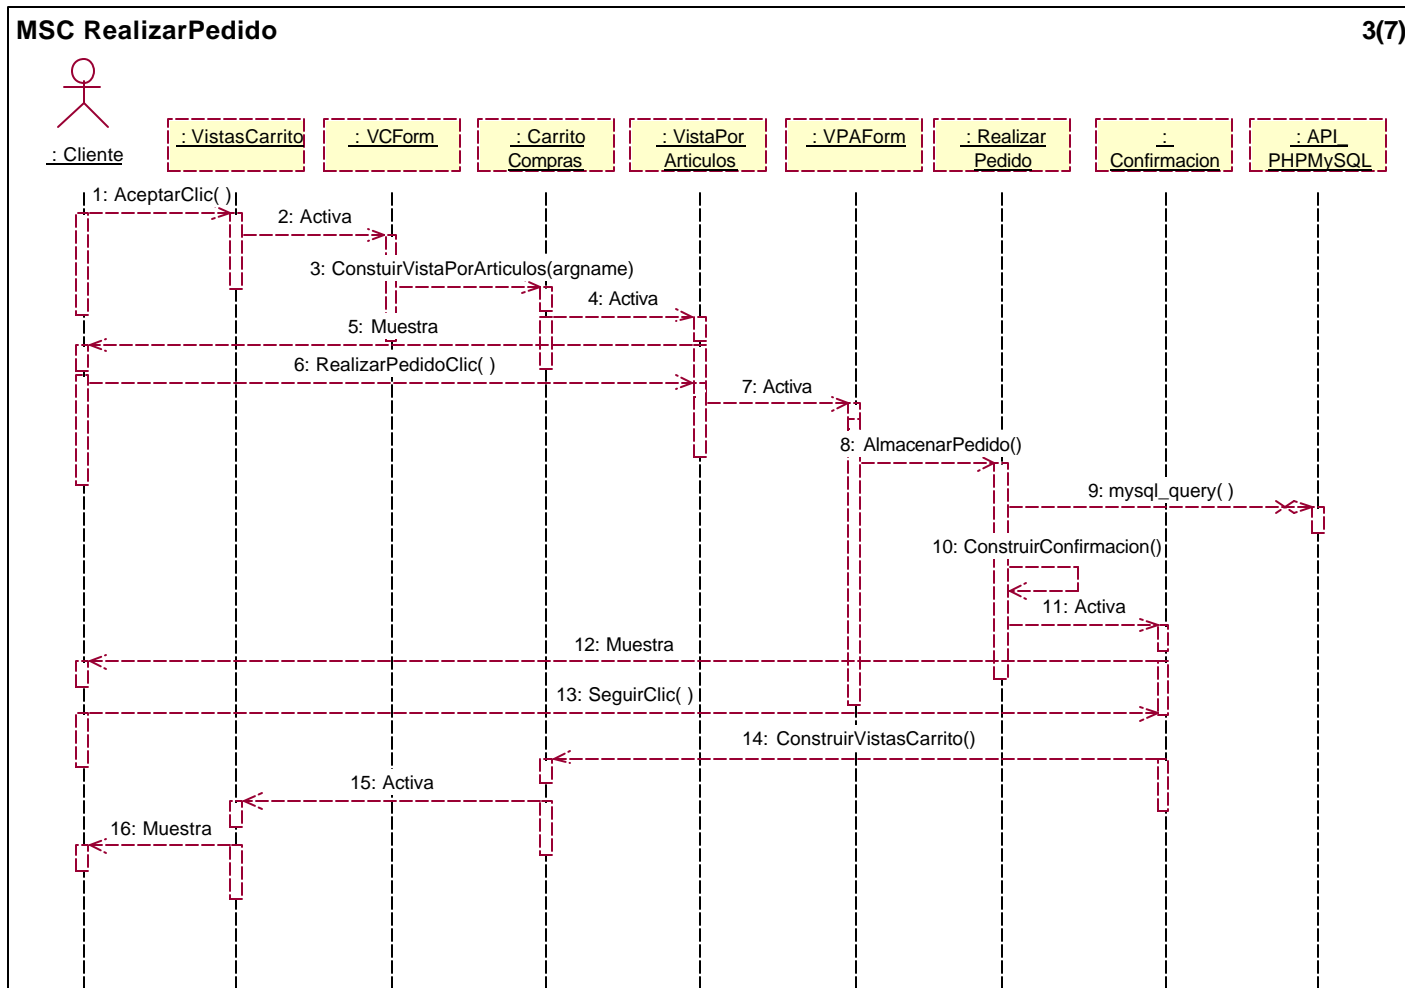 MSC RealizarPedido
3(7)
: Cliente
: VistasCarrito
: VCForm
: Carrito
Compras
: VistaPor
Articulos
: VPAForm
: Realizar
Pedido
:
Confirmacion
: API_
PHPMySQL
1: AceptarClic( )
2: Activa
3: ConstuirVistaPorArticulos(argname)
4: Activa
5: Muestra
6: RealizarPedidoClic( )
7: Activa
8: AlmacenarPedido()
9: mysql_query( )
10: ConstruirConfirmacion()
11: Activa
12: Muestra
13: SeguirClic( )
14: ConstruirVistasCarrito()
15: Activa
16: Muestra